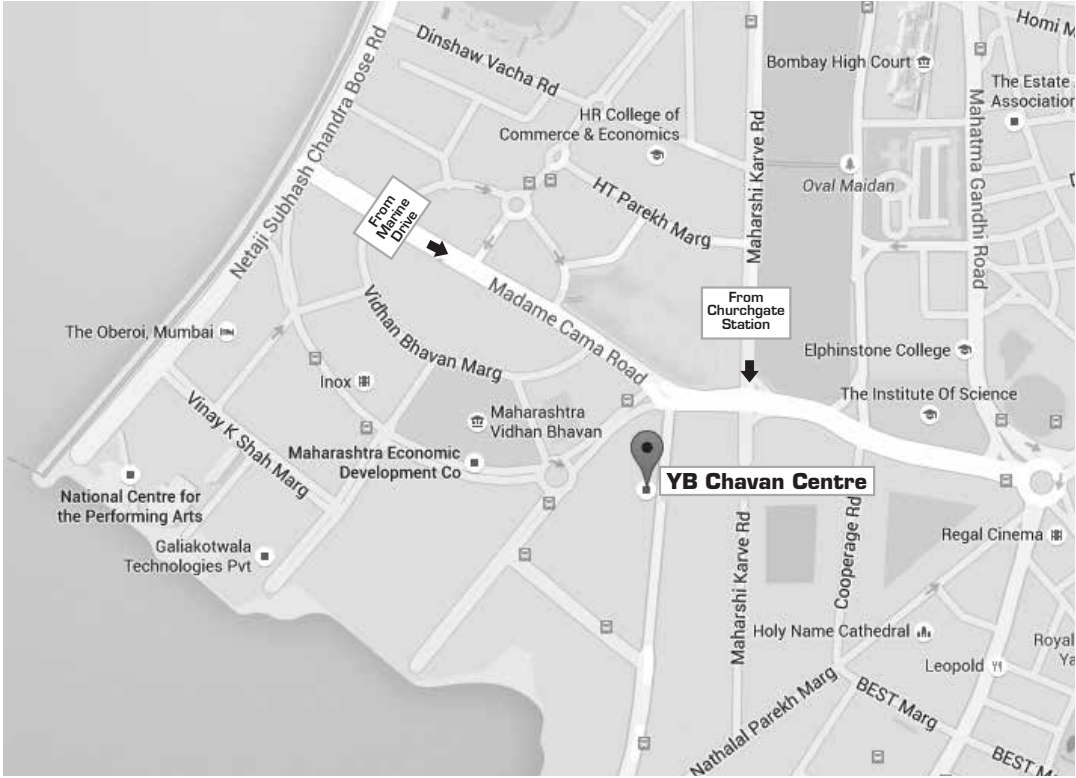 Dinshaw Vacha Rd
Netaji Subhash Chandra Bose Rd
HR College of
Commerce & Economics
HT Parekh Marg
Maharshi Karve Rd
Bombay High Court
Homi
The Estate
Association
Mahatma Gandhi Road
Oval Maidan
From
Marine
Drive
Madame Cama Road
From
Churchgate
Station
Vidhan Bhavan Marg
The Oberoi, Mumbai
Inox
Elphinstone College
The Institute Of Science
Maharashtra
Vidhan Bhavan
Vinay K Shah Marg
Maharashtra Economic
Development Co
YB Chavan Centre
National Centre for
the Performing Arts
Galiakotwala
Technologies Pvt
Maharshi Karve Rd
Cooperage Rd
Regal Cinema
Holy Name Cathedral
Royal
Ya
Leopold
Nathalal Parekh Marg
BEST Marg
BEST